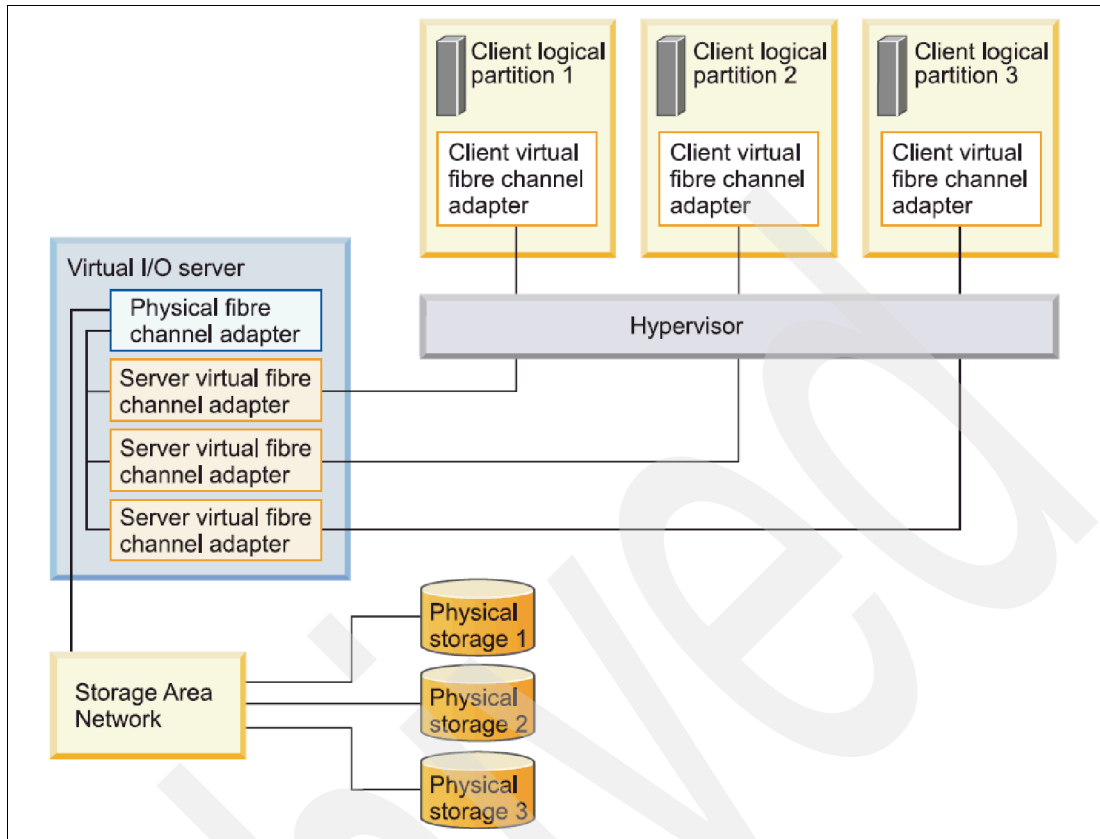 Client logical
partition 1
Client logical
partition 2
Client logical
partition 3
Client virtual
fibre channel
adapter
Client virtual
fibre channel
adapter
Client virtual
fibre channel
adapter
Hypervisor
Virtual I/O server
Physical fibre
channel adapter
Server virtual fibre
channel adapter
Server virtual fibre
channel adapter
Server virtual fibre
channel adapter
Storage Area
Network
Physical
storage 1
Physical
storage 2
Physical
storage 3
hived